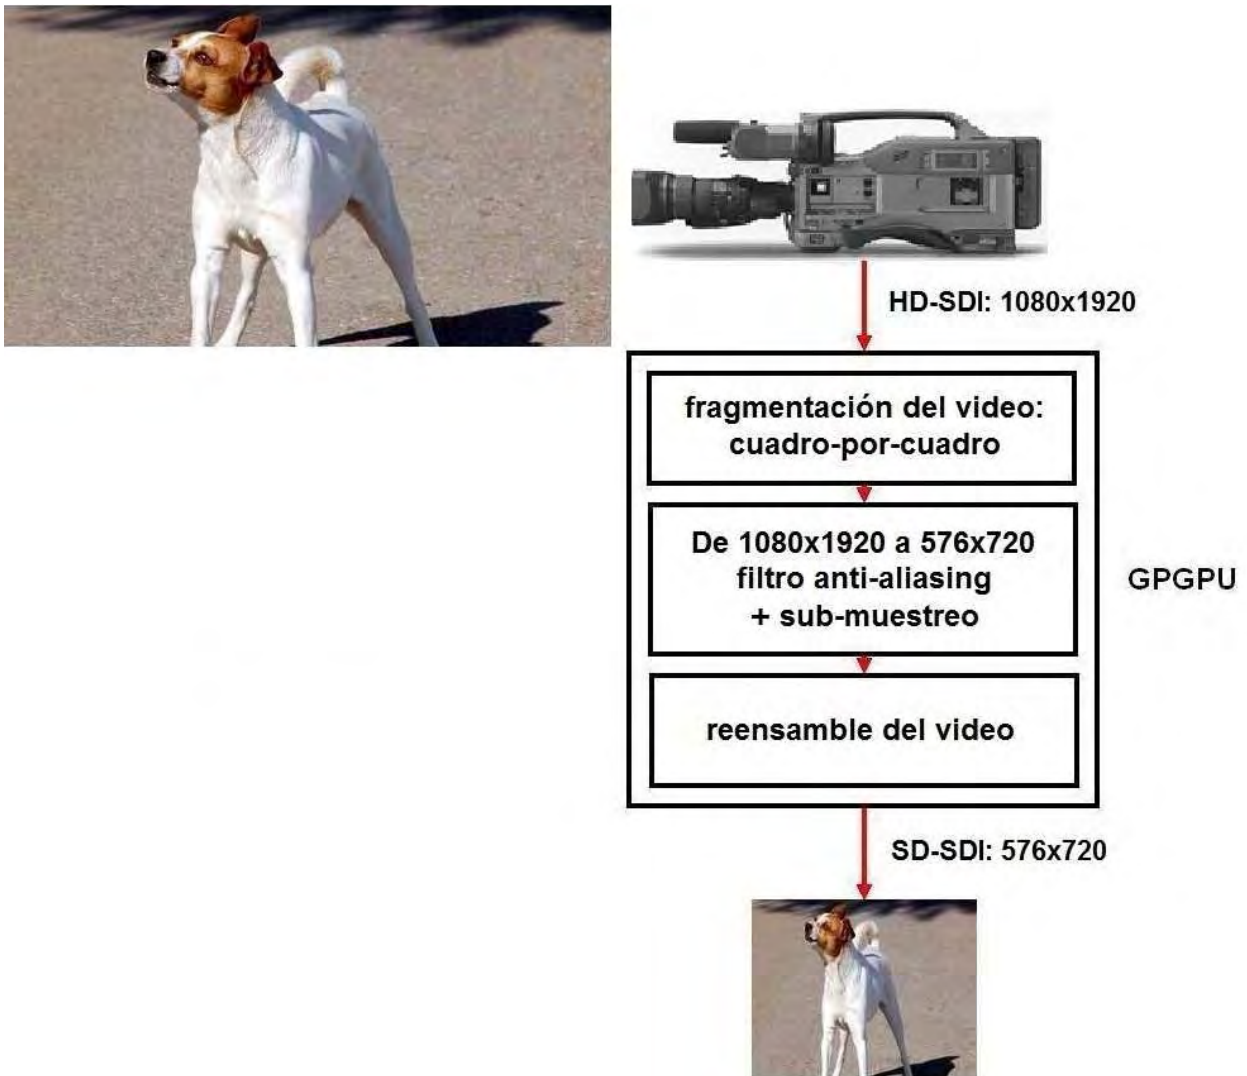 HD-SDI: 1080x1920
fragmentación del video:
cuadro-por-cuadro
De 1080x1920 a 576x720
filtro anti-aliasing
+ sub-muestreo
GPGPU
reensamble del video
SD-SDI: 576x720